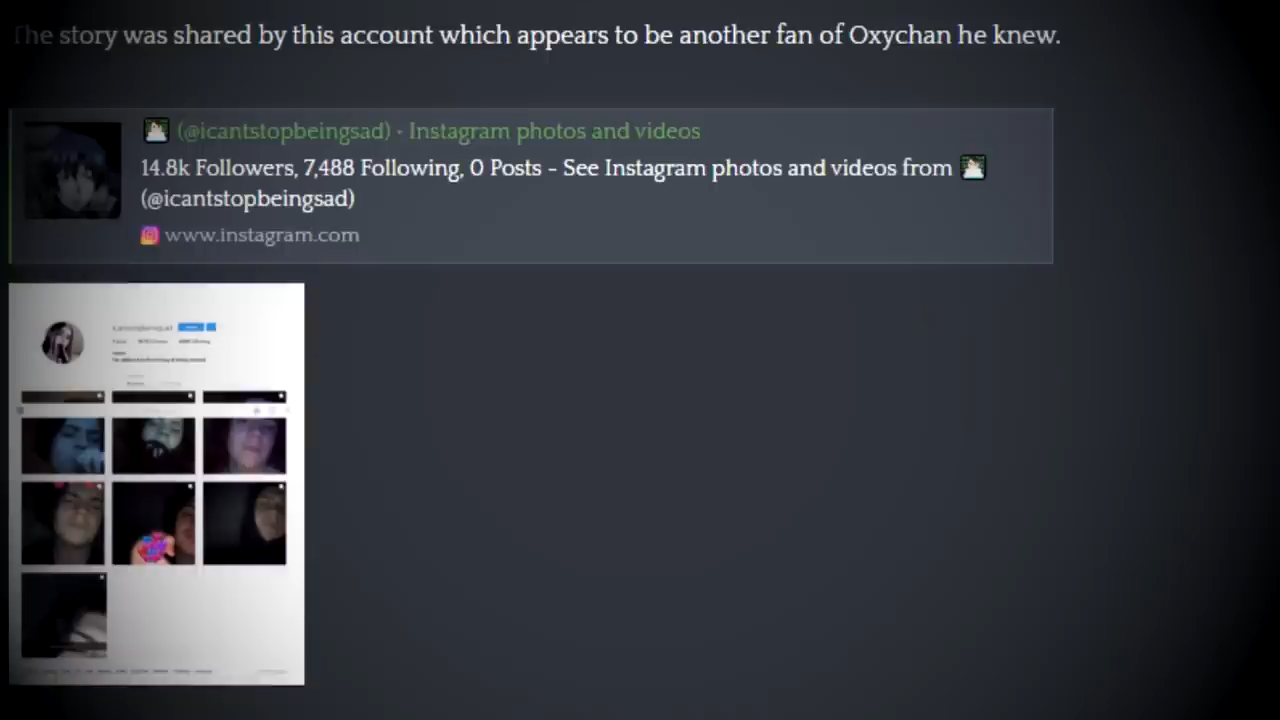 The story was shared by this account which appears to be another fan of Oxychan he knew.
(@icantstopbeingsad) • Instagram photos and videos
14.8k Followers, 7,488 Following, 0 Posts - See Instagram photos and videos from
(@icantstopbeingsad)
www.instagram.com